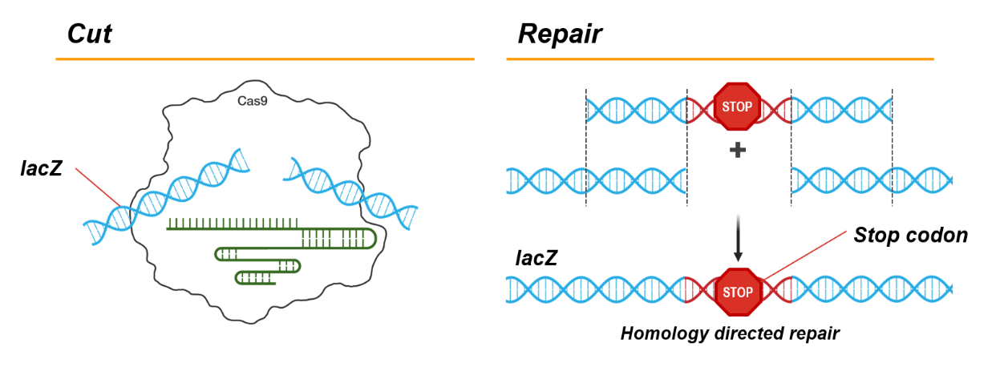 Cut
Repair
Cas9
lacZ
STOP
+
Stop codon
lacZ
STOP
Homology directed repair